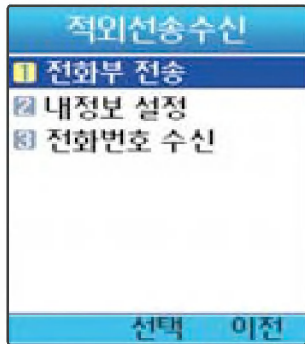 적외선송수신
1 전화부 전송
2 내정보 설정
3 전화번호 수신
선택 이전